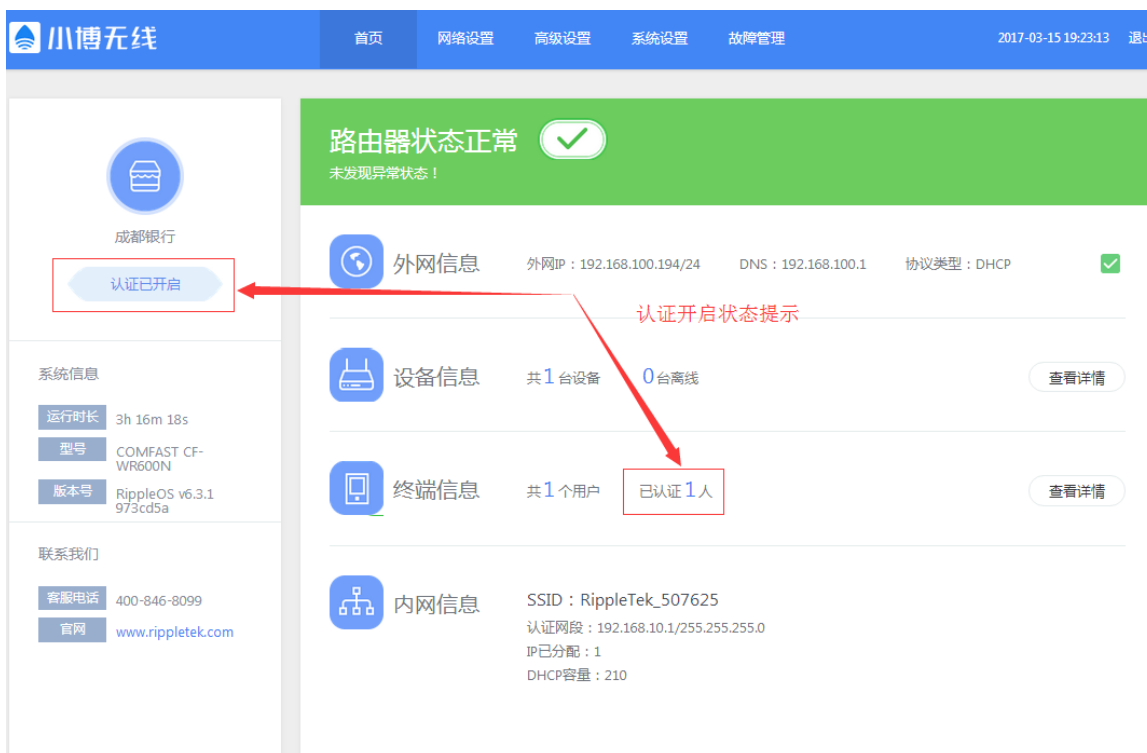 小博无线
首页 网络设置 高级设置 系统设置 故障管理 2017-03-15 19:23:13
路由器状态正常
未发现异常状态！
成都银行
认证已开启
系统信息
运行时长 3h 16m 18s
型号 COMFAST CF-
WR600N
版本号 RippleOS v6.3.1
973cd5a
联系我们
客服电话 400-846-8099
官网 www.rippletek.com
外网信息 外网IP：192.168.100.194/24 DNS：192.168.100.1 协议类型：DHCP
认证开启状态提示
设备信息 共1台设备 0台离线 查看详情
终端信息 共1个用户 已认证1人 查看详情
内网信息 SSID：RippleTek_507625
认证网段：192.168.10.1/255.255.255.0
IP已分配：1
DHCP容量：210